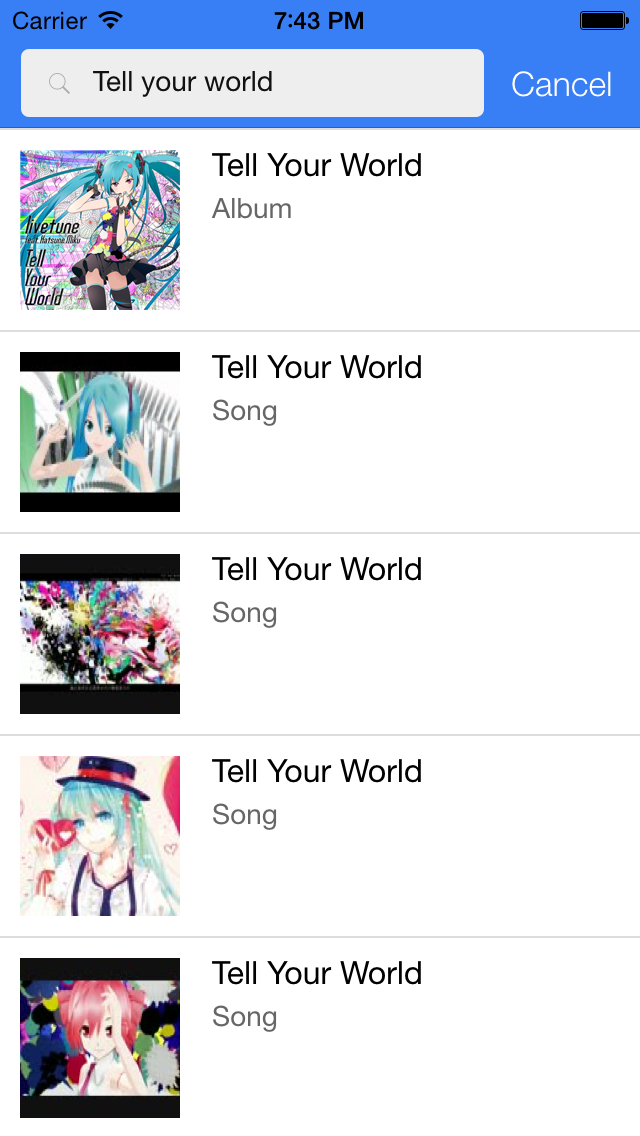 Carrier 7:43 PM
Tell your world
Cancel
Tell Your World
Album
livetune
feat. Hatsune Miku
Tell
Your
World
Tell Your World
Song
Tell Your World
Song
Tell Your World
Song
Tell Your World
Song